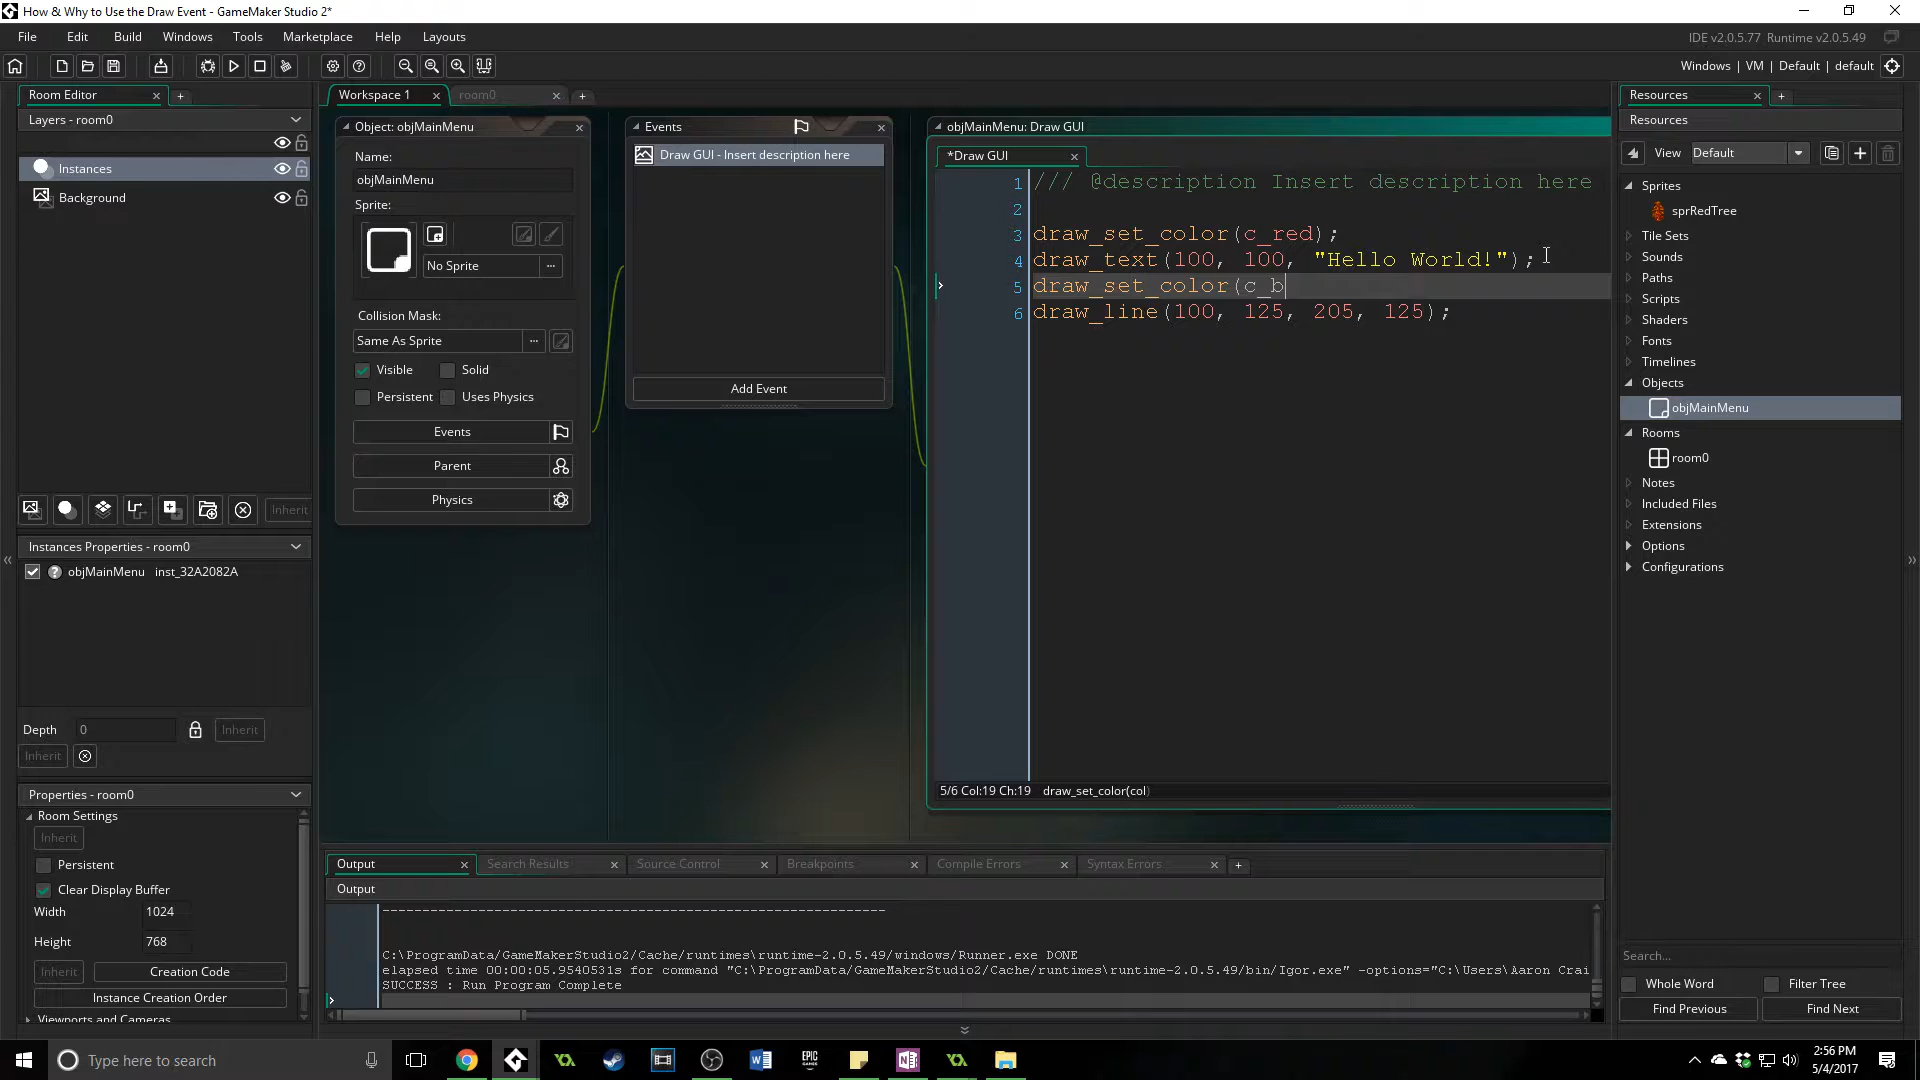 How & Why to Use the Draw Event - GameMaker Studio 2*
File Edit Build Windows Tools Marketplace Help Layouts
IDE v2.0.5.77 Runtime v2.0.5.49
Windows | VM | Default | default
Room Editor
Layers - room0
Instances
Background
Inherit
Instances Properties - room0
objMainMenu inst_32A2082A
Depth 0 Inherit
Inherit
Properties - room0
Room Settings
Inherit
Persistent
Clear Display Buffer
Width 1024
Height 768
Inherit Creation Code
Instance Creation Order
Viewports and Cameras
Workspace 1 room0
Object: objMainMenu
Name:
objMainMenu
Sprite:
No Sprite
Collision Mask:
Same As Sprite
Visible Solid
Persistent Uses Physics
Events
Parent
Physics
Events
Draw GUI - Insert description here
Add Event
objMainMenu: Draw GUI
*Draw GUI
1 /// @description Insert description here
2
3 draw_set_color(c_red);
4 draw_text(100, 100, "Hello World!");
5 draw_set_color(c_b
6 draw_line(100, 125, 205, 125);
5/6 Col:19 Ch:19 draw_set_color(col)
Output Search Results Source Control Breakpoints Compile Errors Syntax Errors
Output
----------------------------------------------------------------
C:\ProgramData/GameMakerStudio2/Cache/runtimes\runtime-2.0.5.49/windows/Runner.exe DONE
elapsed time 00:00:05.9540531s for command "C:\ProgramData/GameMakerStudio2/Cache/runtimes\runtime-2.0.5.49/bin/Igor.exe" -options="C:\Users\Aaron Crai
SUCCESS : Run Program Complete
Resources
Resources
View Default
Sprites
sprRedTree
Tile Sets
Sounds
Paths
Scripts
Shaders
Fonts
Timelines
Objects
objMainMenu
Rooms
room0
Notes
Included Files
Extensions
Options
Configurations
Search...
Whole Word Filter Tree
Find Previous Find Next
Type here to search
EPIC GAMES
2:56 PM
5/4/2017